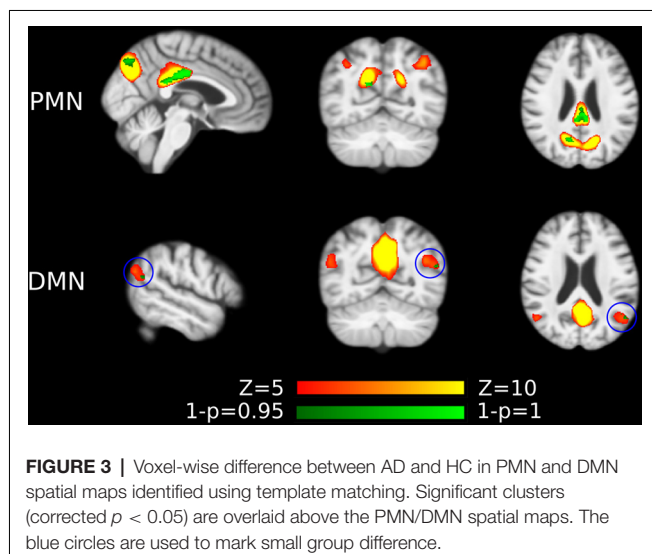 PMN
DMN
Z=5 Z=10
1-p=0.95 1-p=1
FIGURE 3 | Voxel-wise difference between AD and HC in PMN and DMN
spatial maps identified using template matching. Significant clusters
(corrected p < 0.05) are overlaid above the PMN/DMN spatial maps. The
blue circles are used to mark small group difference.